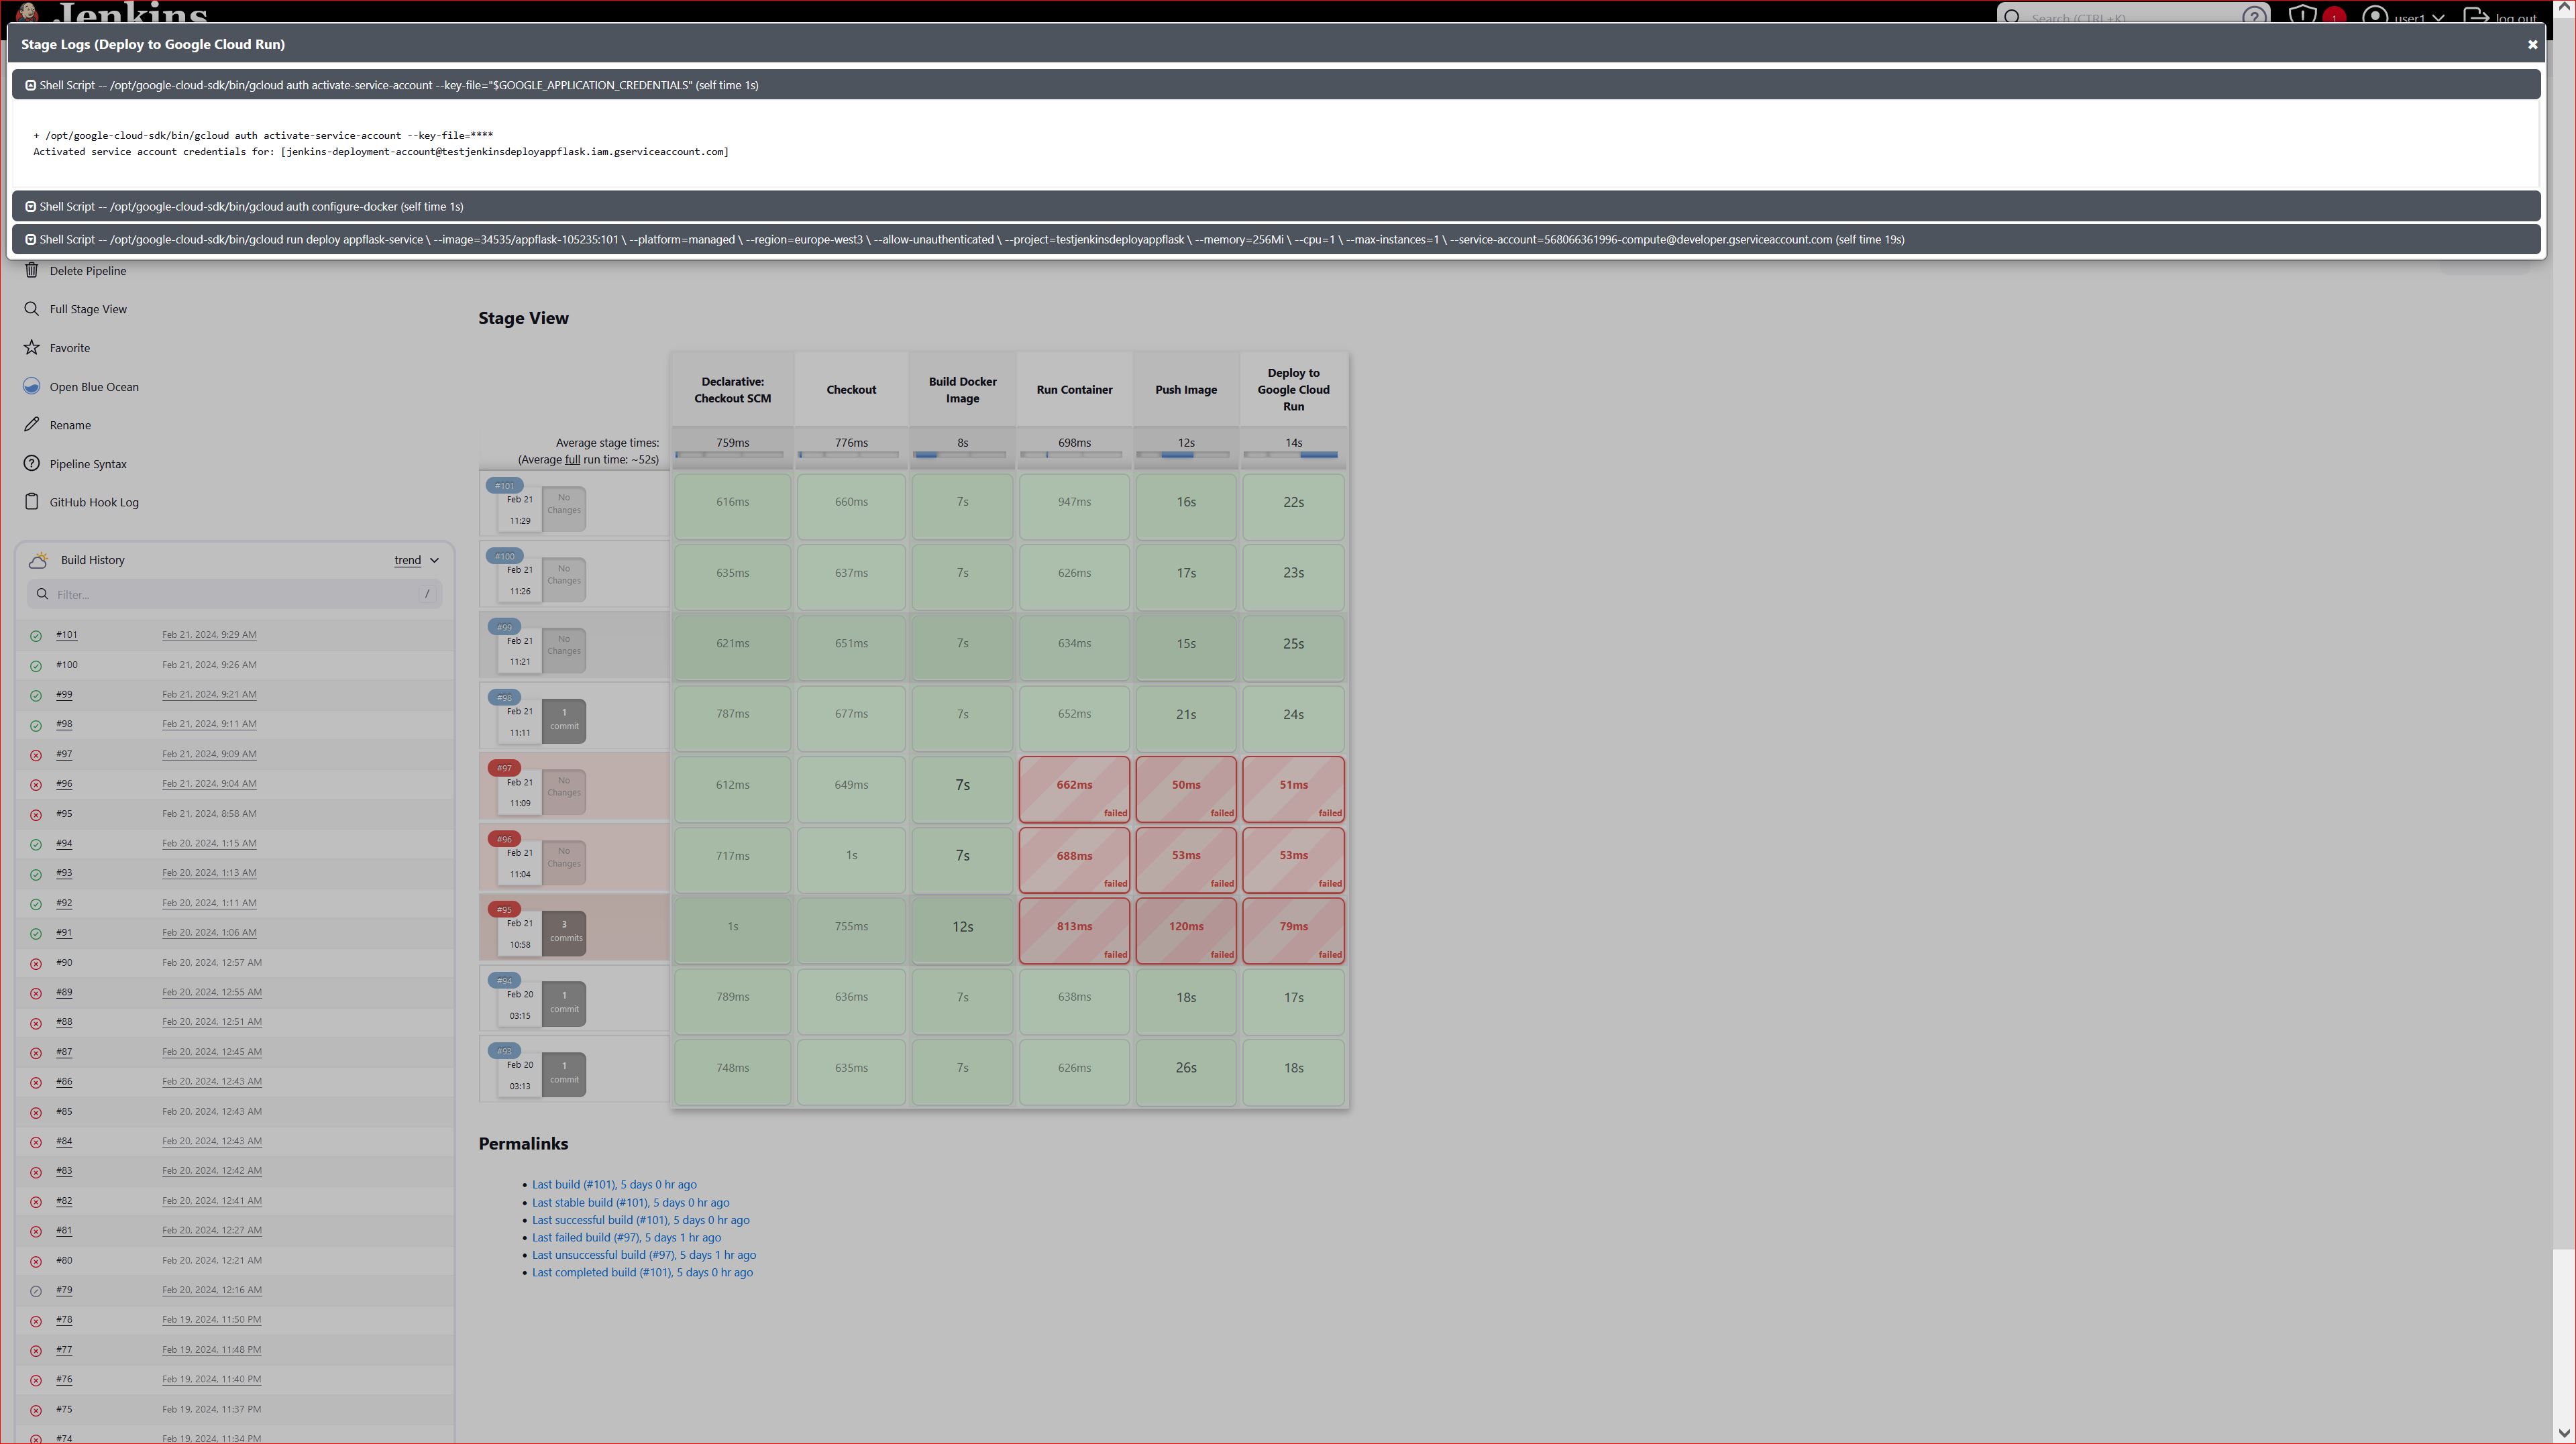 Jenkins
Search (CTRL+K)
1
user1
log out
Stage Logs (Deploy to Google Cloud Run)
Shell Script -- /opt/google-cloud-sdk/bin/gcloud auth activate-service-account --key-file="$GOOGLE_APPLICATION_CREDENTIALS" (self time 1s)
+ /opt/google-cloud-sdk/bin/gcloud auth activate-service-account --key-file=****
Activated service account credentials for: [jenkins-deployment-account@testjenkinsdeployappflask.iam.gserviceaccount.com]
Shell Script -- /opt/google-cloud-sdk/bin/gcloud auth configure-docker (self time 1s)
Shell Script -- /opt/google-cloud-sdk/bin/gcloud run deploy appflask-service \ --image=34535/appflask-105235:101 \ --platform=managed \ --region=europe-west3 \ --allow-unauthenticated \ --project=testjenkinsdeployappflask \ --memory=256Mi \ --cpu=1 \ --max-instances=1 \ --service-account=568066361996-compute@developer.gserviceaccount.com (self time 19s)
Delete Pipeline
Full Stage View
Favorite
Open Blue Ocean
Rename
Pipeline Syntax
GitHub Hook Log
Build History
trend
Filter...
/
#101 Feb 21, 2024, 9:29 AM
#100 Feb 21, 2024, 9:26 AM
#99 Feb 21, 2024, 9:21 AM
#98 Feb 21, 2024, 9:11 AM
#97 Feb 21, 2024, 9:09 AM
#96 Feb 21, 2024, 9:04 AM
#95 Feb 21, 2024, 8:58 AM
#94 Feb 20, 2024, 1:15 AM
#93 Feb 20, 2024, 1:13 AM
#92 Feb 20, 2024, 1:11 AM
#91 Feb 20, 2024, 1:06 AM
#90 Feb 20, 2024, 12:57 AM
#89 Feb 20, 2024, 12:55 AM
#88 Feb 20, 2024, 12:51 AM
#87 Feb 20, 2024, 12:45 AM
#86 Feb 20, 2024, 12:43 AM
#85 Feb 20, 2024, 12:43 AM
#84 Feb 20, 2024, 12:43 AM
#83 Feb 20, 2024, 12:42 AM
#82 Feb 20, 2024, 12:41 AM
#81 Feb 20, 2024, 12:27 AM
#80 Feb 20, 2024, 12:21 AM
#79 Feb 20, 2024, 12:16 AM
#78 Feb 19, 2024, 11:50 PM
#77 Feb 19, 2024, 11:48 PM
#76 Feb 19, 2024, 11:40 PM
#75 Feb 19, 2024, 11:37 PM
#74 Feb 19, 2024, 11:34 PM
Stage View
Declarative: Checkout SCM
Checkout
Build Docker Image
Run Container
Push Image
Deploy to Google Cloud Run
Average stage times:
(Average full run time: ~52s)
759ms 776ms 8s 698ms 12s 14s
#101
Feb 21
11:29
No Changes
616ms 660ms 7s 947ms 16s 22s
#100
Feb 21
11:26
No Changes
635ms 637ms 7s 626ms 17s 23s
#99
Feb 21
11:21
No Changes
621ms 651ms 7s 634ms 15s 25s
#98
Feb 21
11:11
1 commit
787ms 677ms 7s 652ms 21s 24s
#97
Feb 21
11:09
No Changes
612ms 649ms 7s 662ms failed 50ms failed 51ms failed
#96
Feb 21
11:04
No Changes
717ms 1s 7s 688ms failed 53ms failed 53ms failed
#95
Feb 21
10:58
3 commits
1s 755ms 12s 813ms failed 120ms failed 79ms failed
#94
Feb 20
03:15
1 commit
789ms 636ms 7s 638ms 18s 17s
#93
Feb 20
03:13
1 commit
748ms 635ms 7s 626ms 26s 18s
Permalinks
Last build (#101), 5 days 0 hr ago
Last stable build (#101), 5 days 0 hr ago
Last successful build (#101), 5 days 0 hr ago
Last failed build (#97), 5 days 1 hr ago
Last unsuccessful build (#97), 5 days 1 hr ago
Last completed build (#101), 5 days 0 hr ago